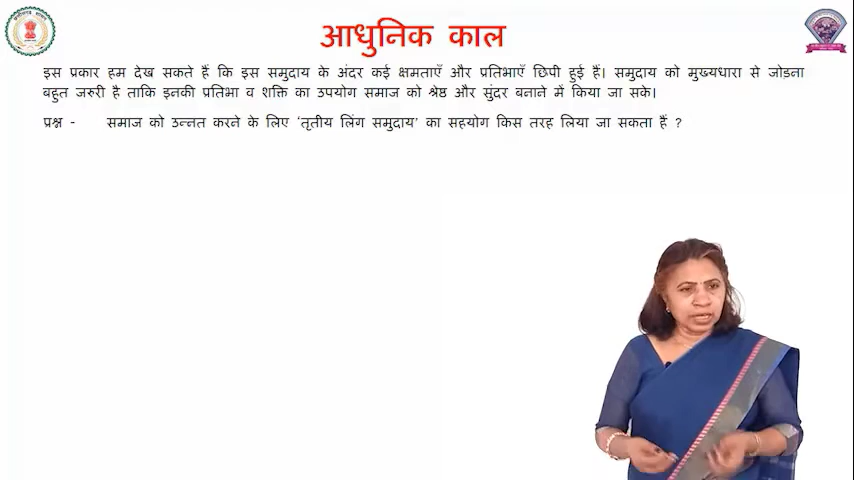 आधुनिक काल
इस प्रकार हम देख सकते हैं कि इस समुदाय के अंदर कई क्षमताएँ और प्रतिभाएँ छिपी हुई हैं। समुदाय को मुख्यधारा से जोडना
बहुत जरुरी है ताकि इनकी प्रतिभा व शक्ति का उपयोग समाज को श्रेष्ठ और सुंदर बनाने में किया जा सके।
प्रश्न - समाज को उन्नत करने के लिए ‘तृतीय लिंग समुदाय’ का सहयोग किस तरह लिया जा सकता हैं ?